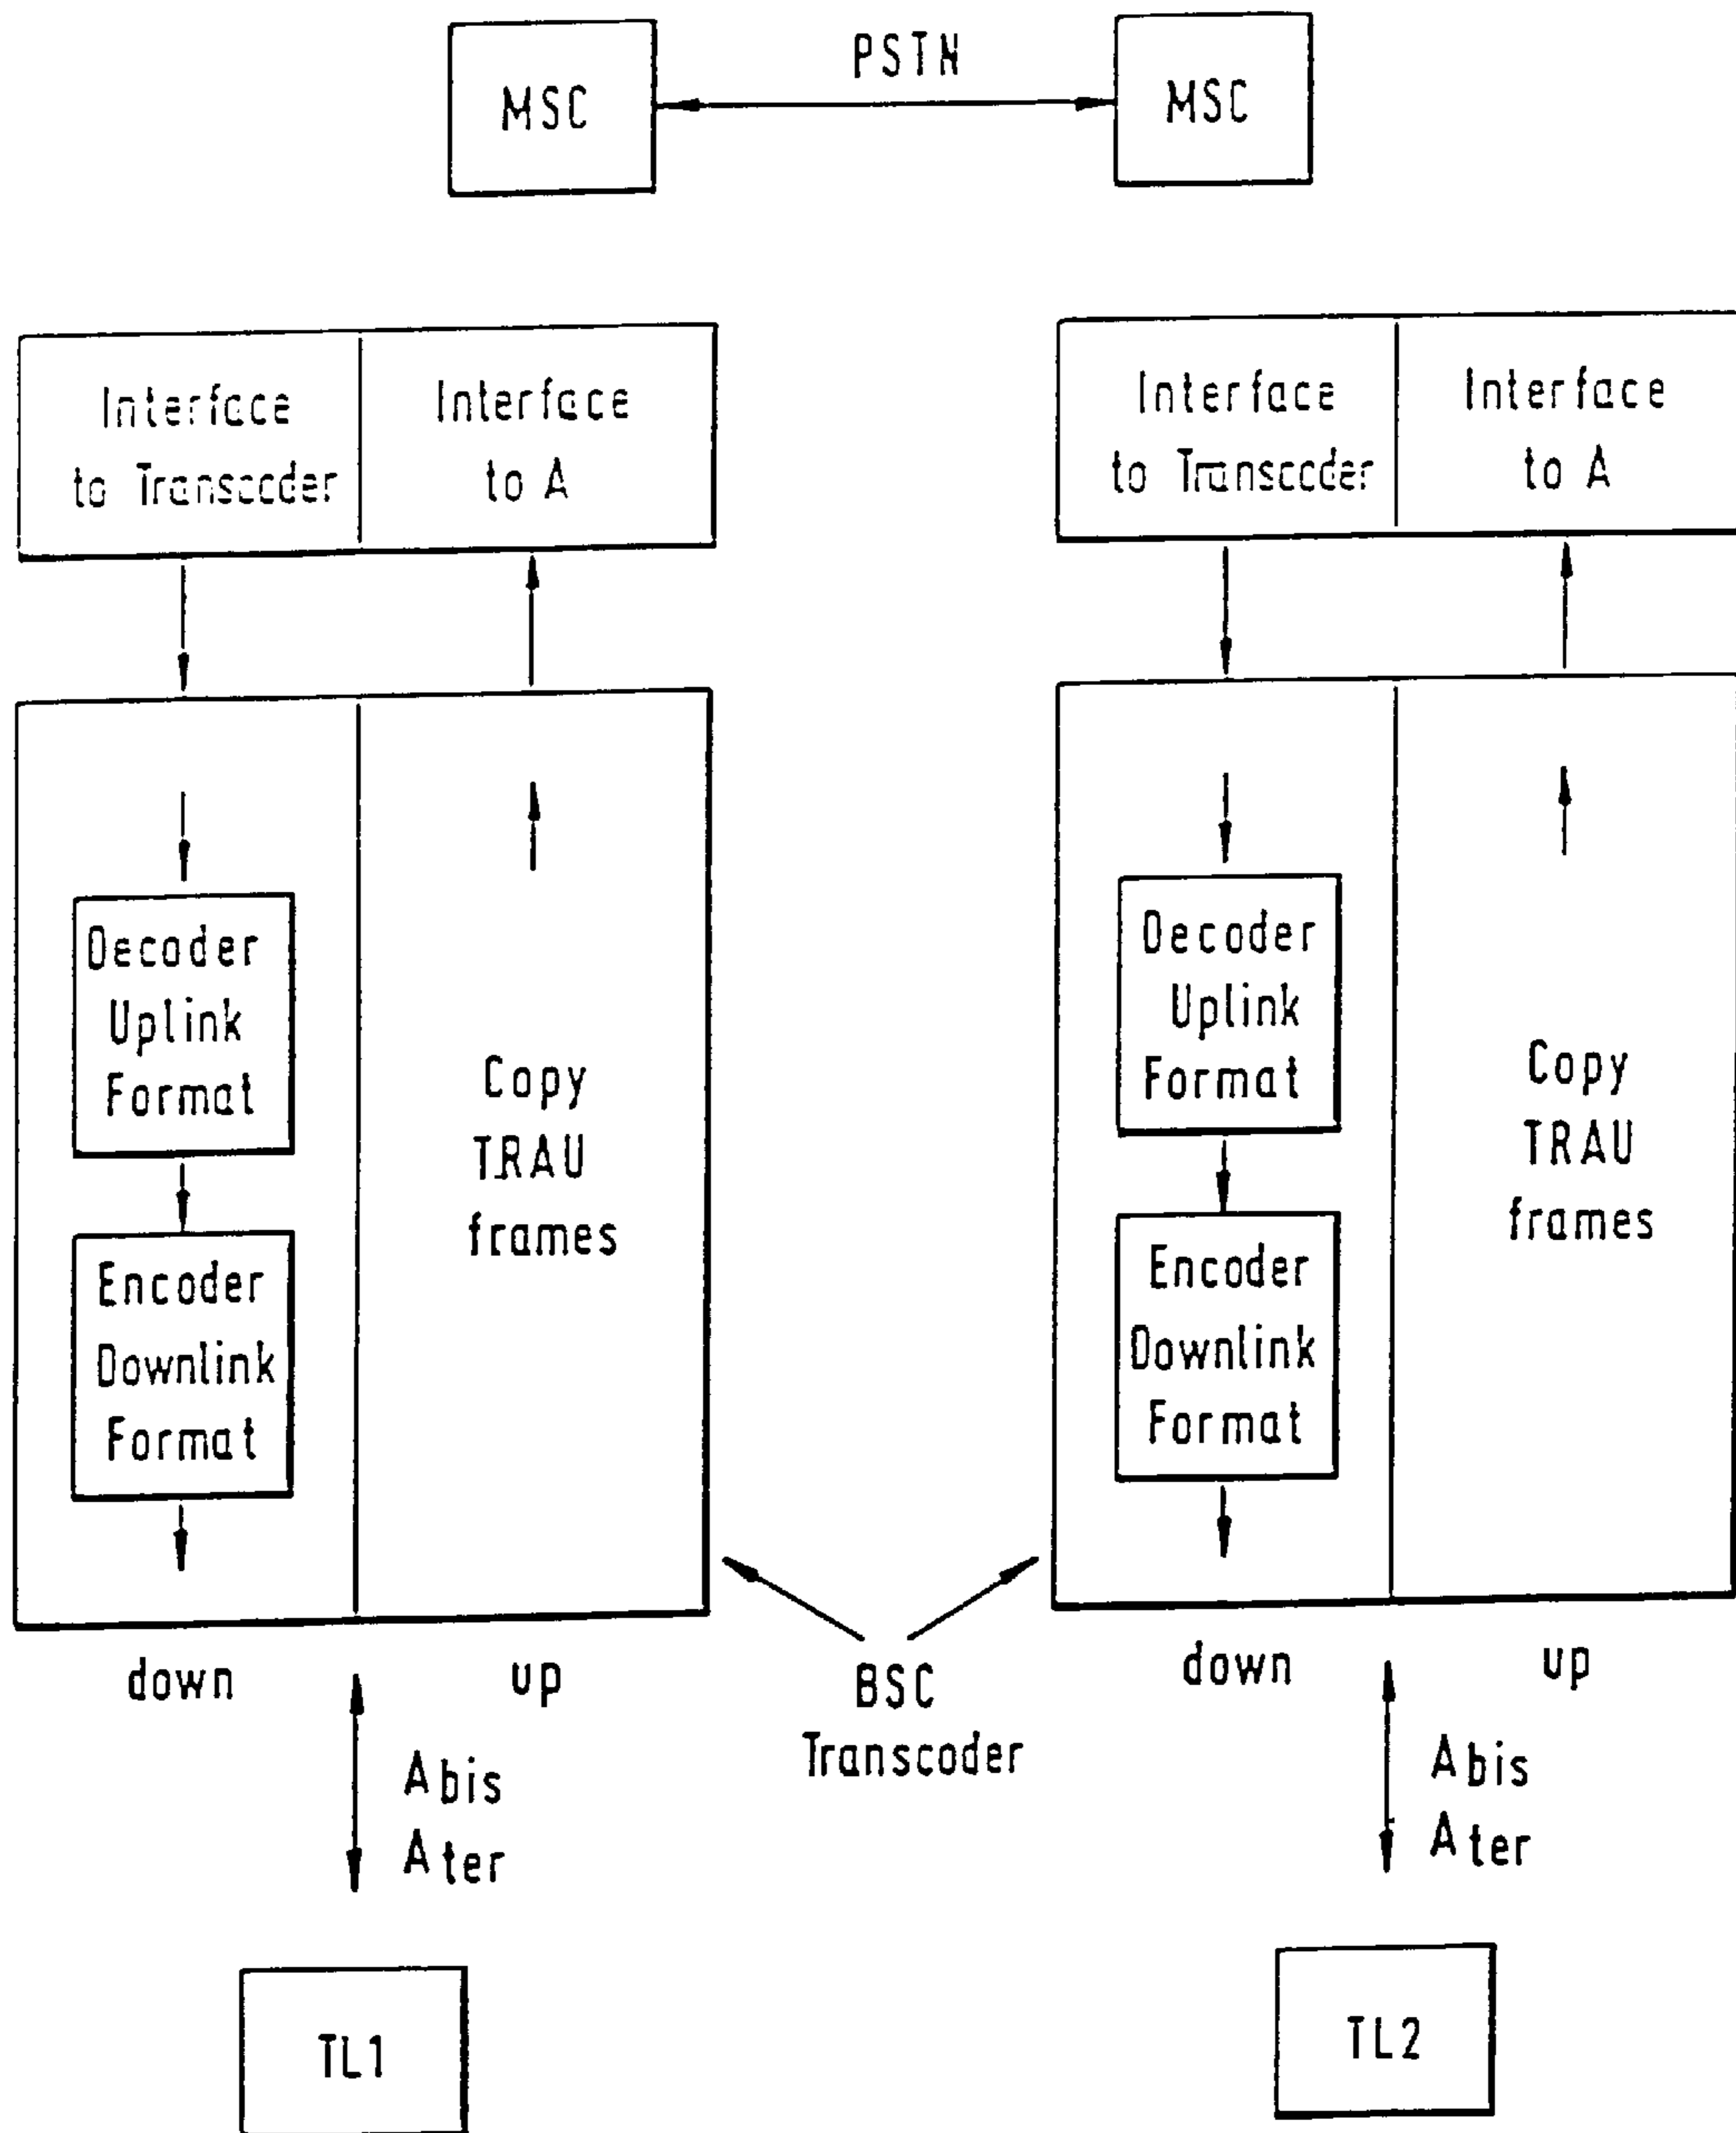 MSC
PSTN
MSC
Interface
to Transcoder
Interface
to A
Interface
to Transcoder
Interface
to A
Decoder
Uplink
Format
Encoder
Downlink
Format
Copy
TRAU
frames
Decoder
Uplink
Format
Encoder
Downlink
Format
Copy
TRAU
frames
down
up
BSC
Transcoder
down
up
Abis
Ater
Abis
Ater
TL1
TL2